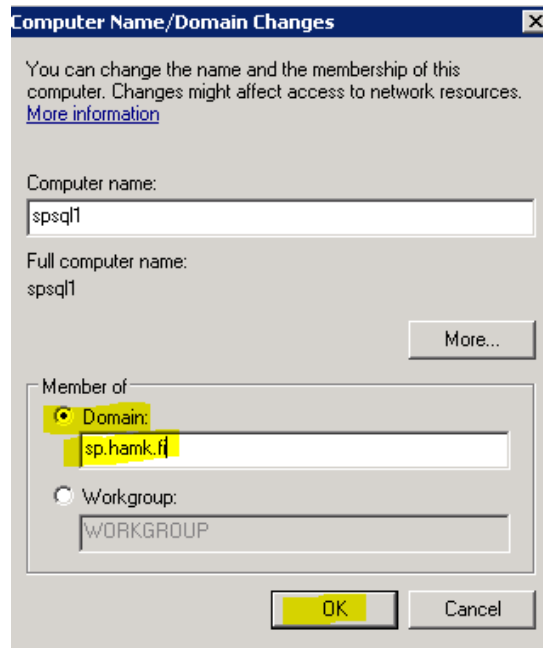 Computer Name/Domain Changes
You can change the name and the membership of this
computer. Changes might affect access to network resources.
More information
Computer name:
spsql1
Full computer name:
spsql1
More...
Member of
Domain:
sp.hamk.fi
Workgroup:
WORKGROUP
OK
Cancel